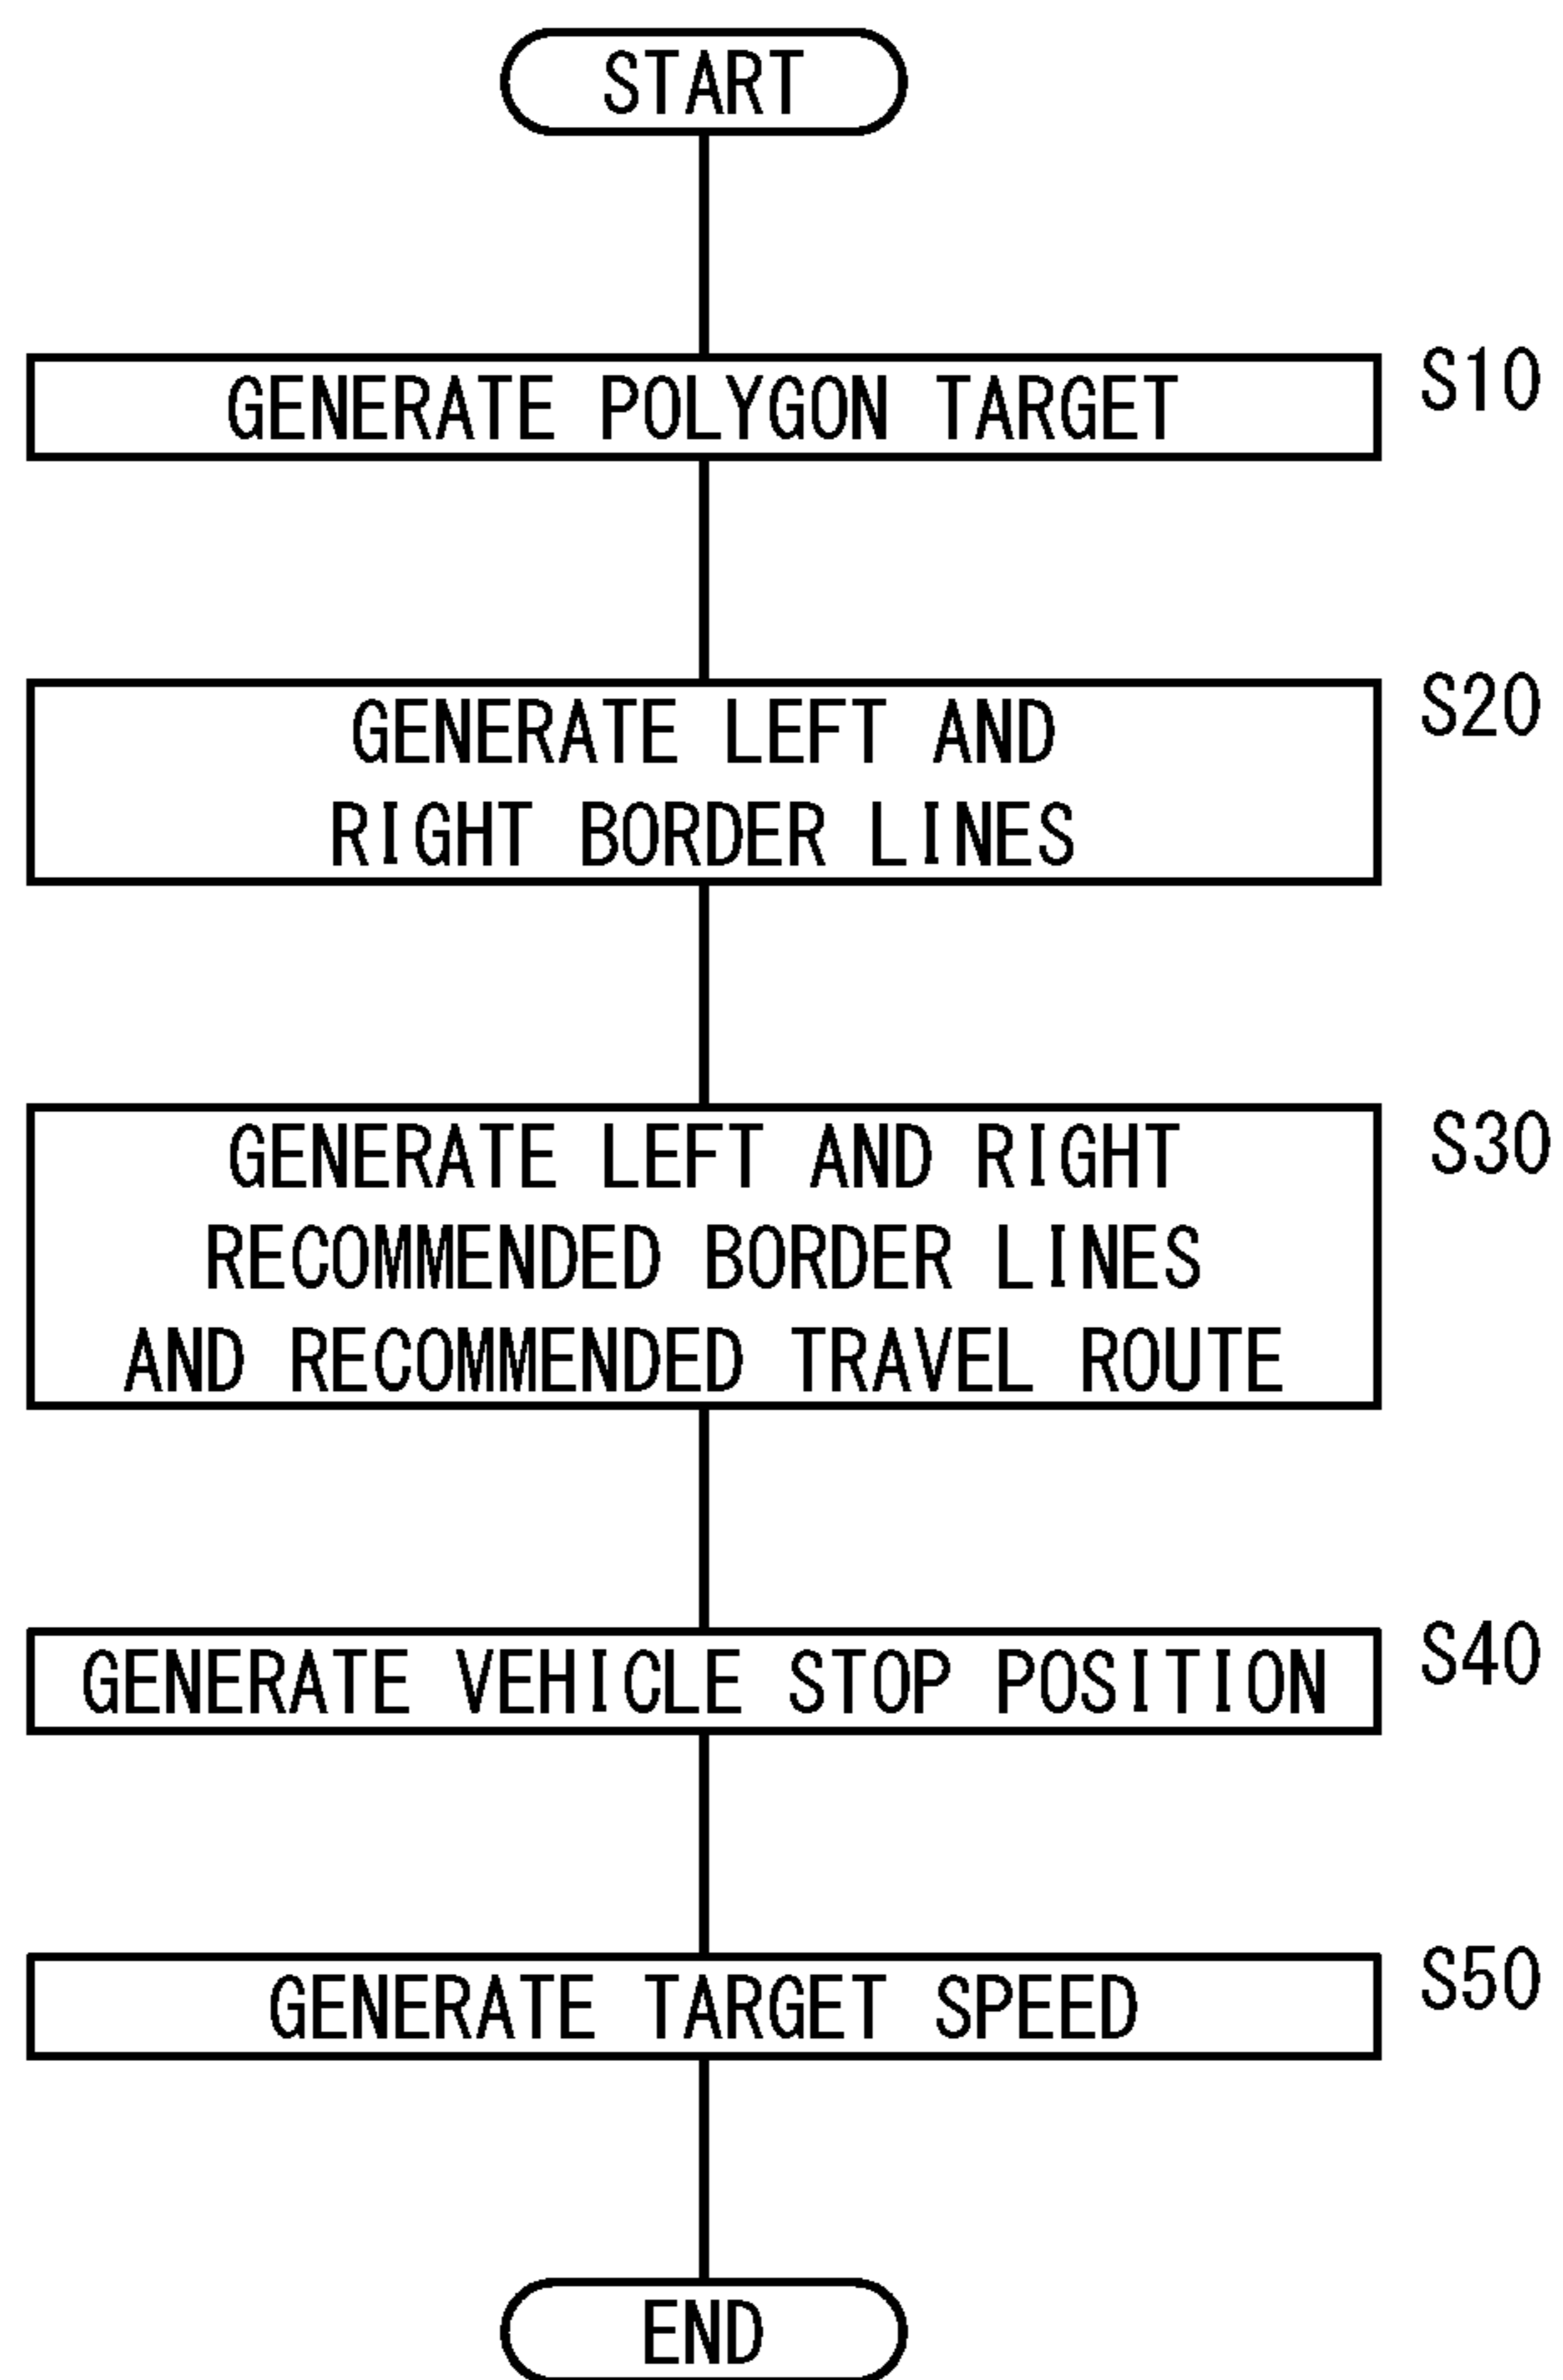 START
GENERATE POLYGON TARGET
S10
GENERATE LEFT AND
RIGHT BORDER LINES
S20
GENERATE LEFT AND RIGHT
RECOMMENDED BORDER LINES
AND RECOMMENDED TRAVEL ROUTE
S30
GENERATE VEHICLE STOP POSITION
S40
GENERATE TARGET SPEED
S50
END